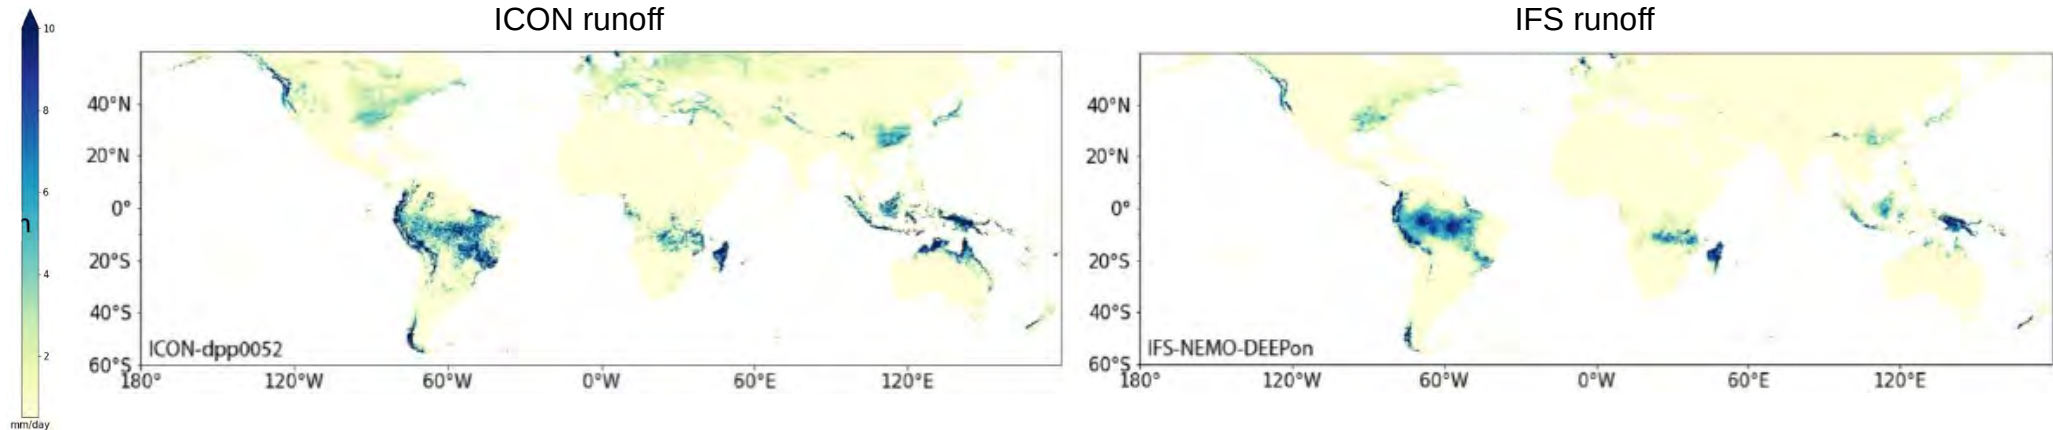 ICON runoff
IFS runoff
10
8
6
n
4
2
mm/day
40°N
20°N
0°
20°S
40°S
60°S
180°
120°W
60°W
0°W
60°E
120°E
ICON-dpp0052
40°N
20°N
0°
20°S
40°S
60°S
180°
120°W
60°W
0°W
60°E
120°E
IFS-NEMO-DEEPon